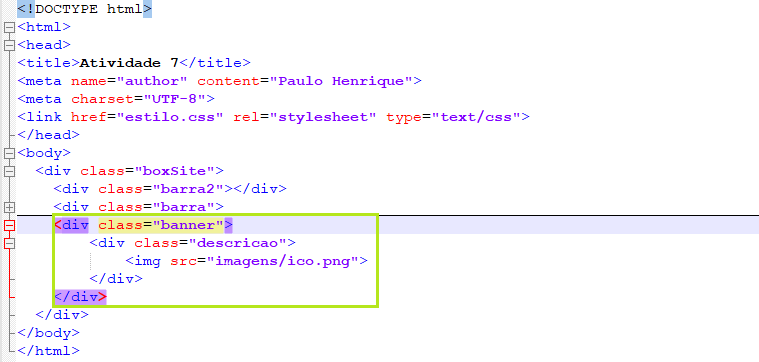 <!DOCTYPE html>
<html>
<head>
<title>Atividade 7</title>
<meta name="author" content="Paulo Henrique">
<meta charset="UTF-8">
<link href="estilo.css" rel="stylesheet" type="text/css">
</head>
<body>
<div class="boxSite">
<div class="barra2"></div>
<div class="barra">
<div class="banner">
<div class="descricao">
<img src="imagens/ico.png">
</div>
</div>
</div>
</body>
</html>